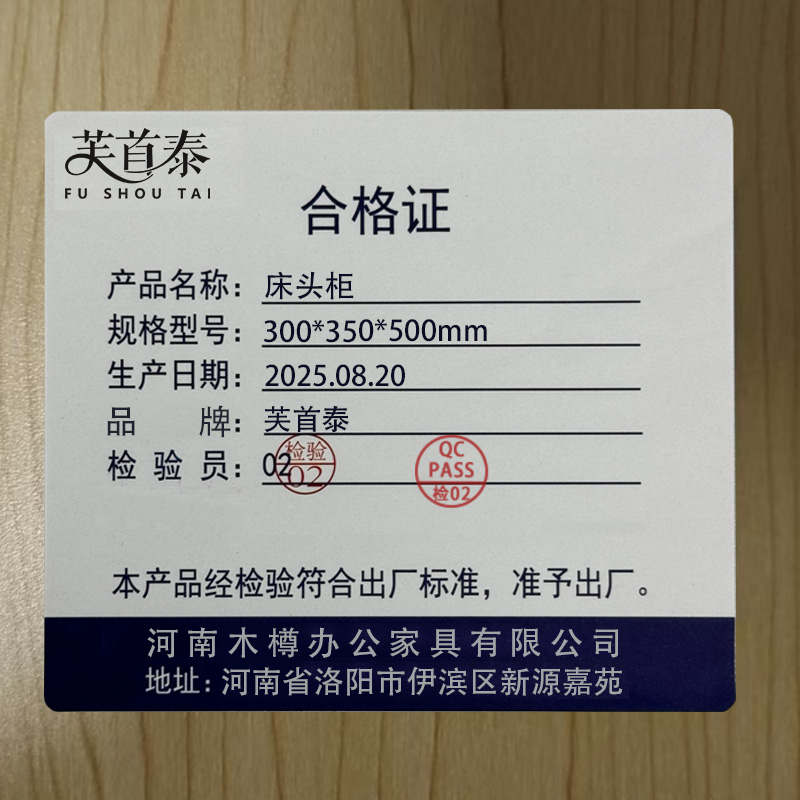 芙首泰
FU SHOU TAI
合格证
产品名称：床头柜
规格型号：300*350*500mm
生产日期：2025.08.20
品 牌：芙首泰
检 验 员：02
检验
02
QC
PASS
检02
本产品经检验符合出厂标准，准予出厂。
河南木樽办公家具有限公司
地址：河南省洛阳市伊滨区新源嘉苑